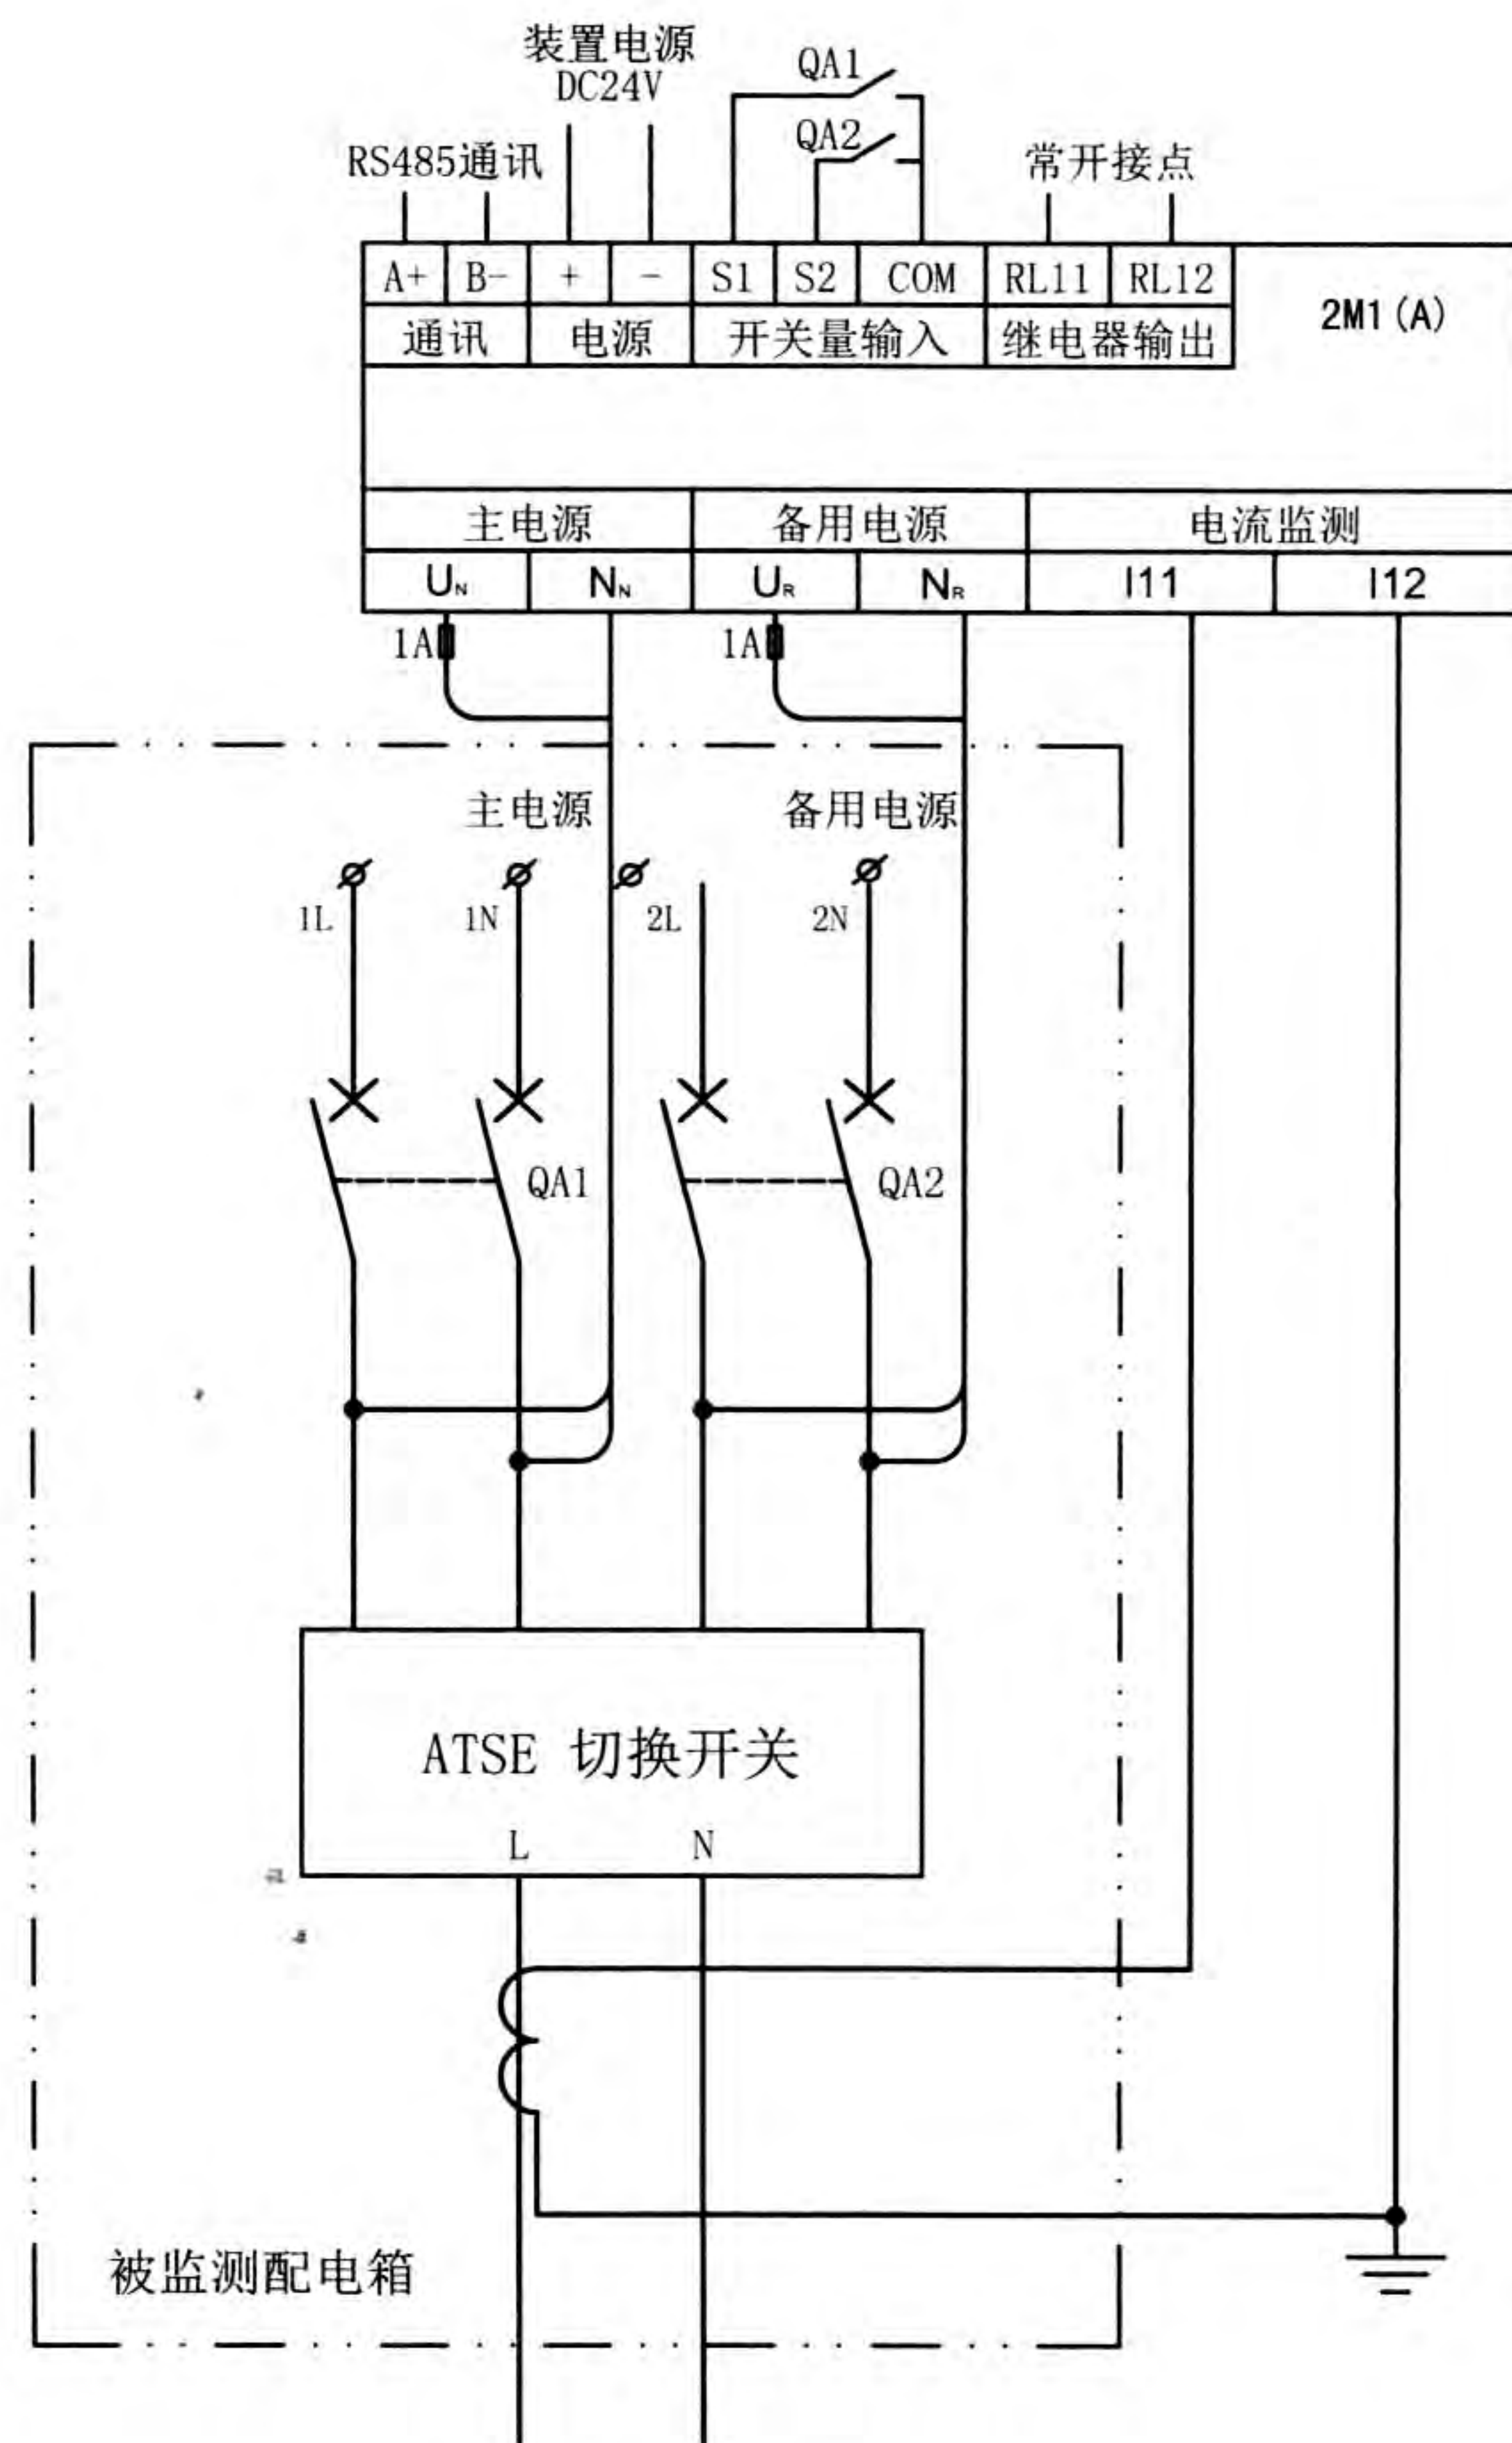 装置电源
DC24V
QA1
QA2
RS485通讯
常开接点
A+ B- + - S1 S2 COM RL11 RL12
2M1(A)
通讯 电源 开关量输入 继电器输出
主电源 备用电源 电流监测
UN NN UR NR I11 I12
1A 1A
主电源 备用电源
1L 1N 2L 2N
QA1 QA2
ATSE 切换开关
L N
被监测配电箱